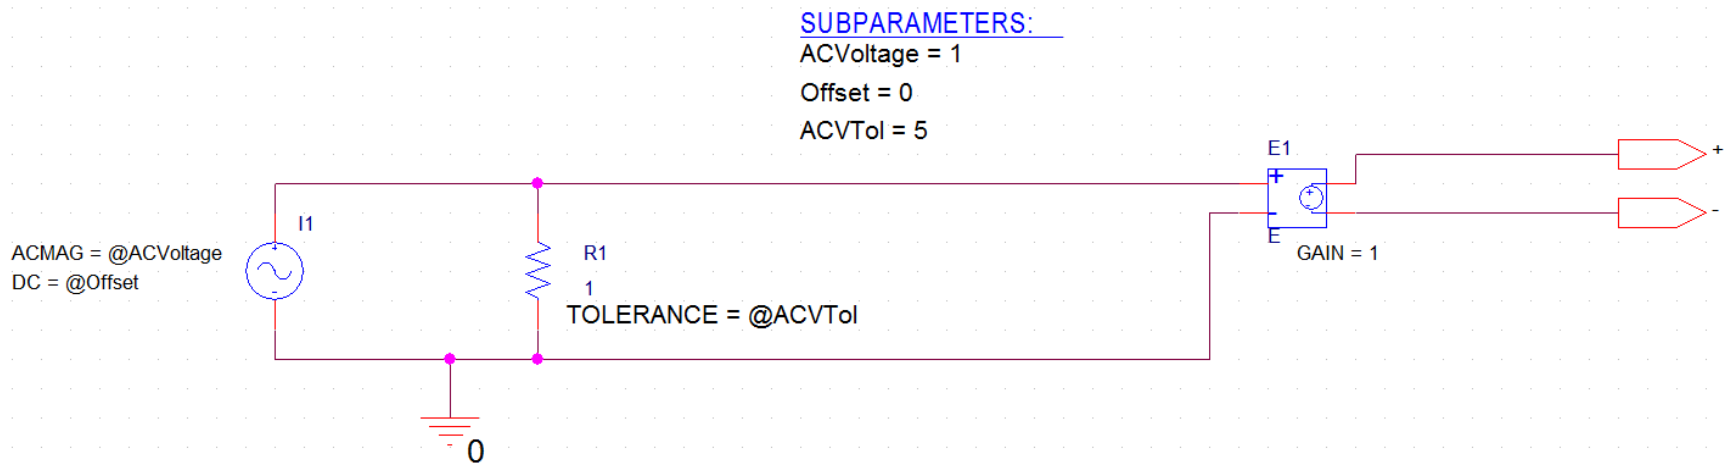 SUBPARAMETERS:
ACVoltage = 1
Offset = 0
ACVTol = 5
E1
+
+
-
+
-
-
E
GAIN = 1
I1
ACMAG = @ACVoltage
DC = @Offset
+
-
R1
1
TOLERANCE = @ACVTol
0